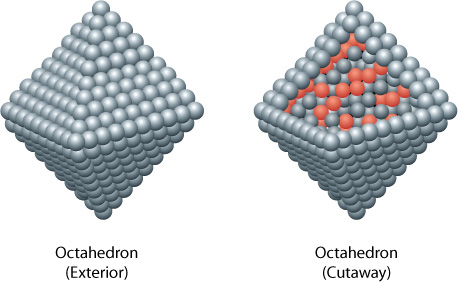 Octahedron
(Exterior)
Octahedron
(Cutaway)